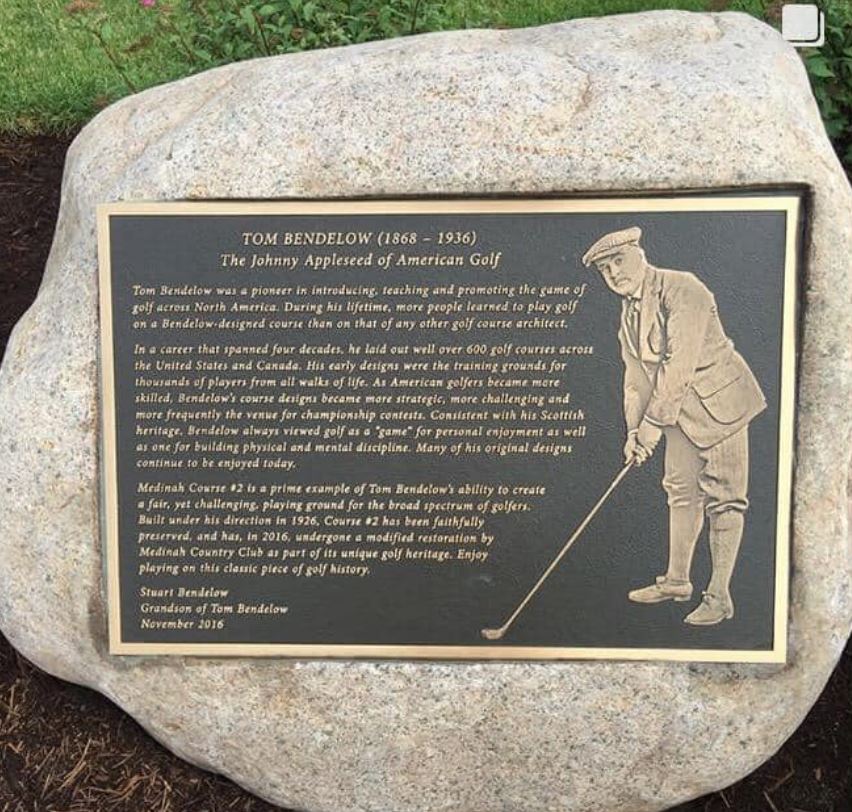 TOM BENDELOW (1868 – 1936)
The Johnny Appleseed of American Golf
Tom Bendelow was a pioneer in introducing, teaching and promoting the game of
golf across North America. During his lifetime, more people learned to play golf
on a Bendelow-designed course than on that of any other golf course architect.
In a career that spanned four decades, he laid out well over 600 golf courses across
the United States and Canada. His early designs were the training grounds for
thousands of players from all walks of life. As American golfers became more
skilled, Bendelow's course designs became more strategic, more challenging and
more frequently the venue for championship contests. Consistent with his Scottish
heritage, Bendelow always viewed golf as a "game" for personal enjoyment as well
as one for building physical and mental discipline. Many of his original designs
continue to be enjoyed today.
Medinah Course #2 is a prime example of Tom Bendelow's ability to create
a fair, yet challenging, playing ground for the broad spectrum of golfers.
Built under his direction in 1926, Course #2 has been faithfully
preserved, and has, in 2016, undergone a modified restoration by
Medinah Country Club as part of its unique golf heritage. Enjoy
playing on this classic piece of golf history.
Stuart Bendelow
Grandson of Tom Bendelow
November 2016